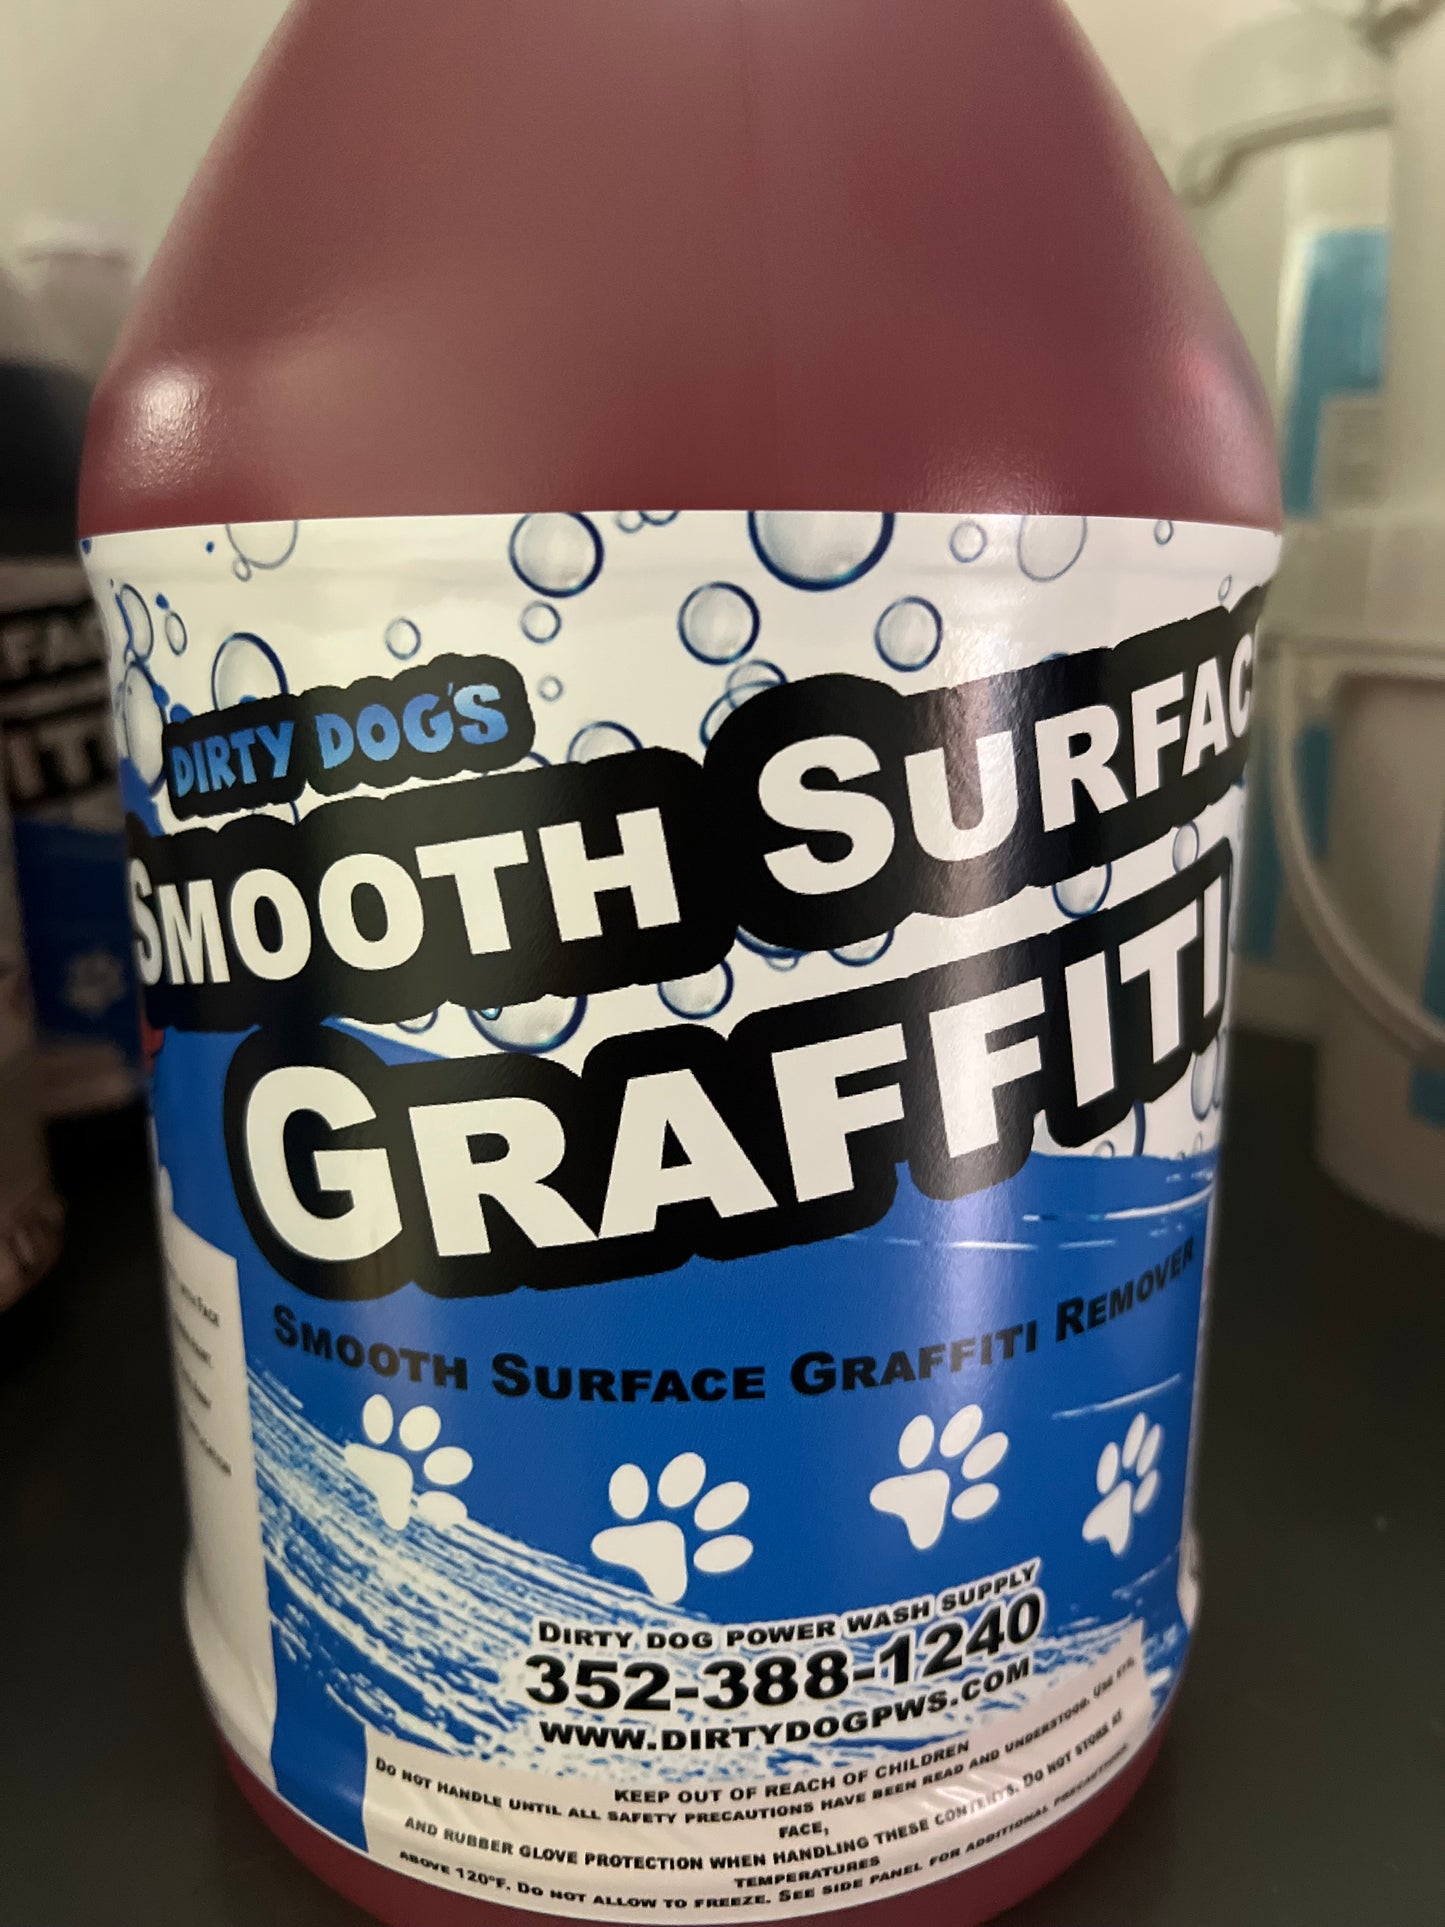 DIRTY DOG'S
SMOOTH SURFAC
GRAFFITI
SMOOTH SURFACE GRAFFITI REMOVER
DIRTY DOG POWER WASH SUPPLY
352-388-1240
WWW.DIRTYDOGPWS.COM
KEEP OUT OF REACH OF CHILDREN
DO NOT HANDLE UNTIL ALL SAFETY PRECAUTIONS HAVE BEEN READ AND UNDERSTOOD. USE
FACE,
AND RUBBER GLOVE PROTECTION WHEN HANDLING THESE CONTENTS. DO NOT STORE AT
TEMPERATURES
ABOVE 120°F. DO NOT ALLOW TO FREEZE. SEE SIDE PANEL FOR ADDITIONAL PRECAUTIONS